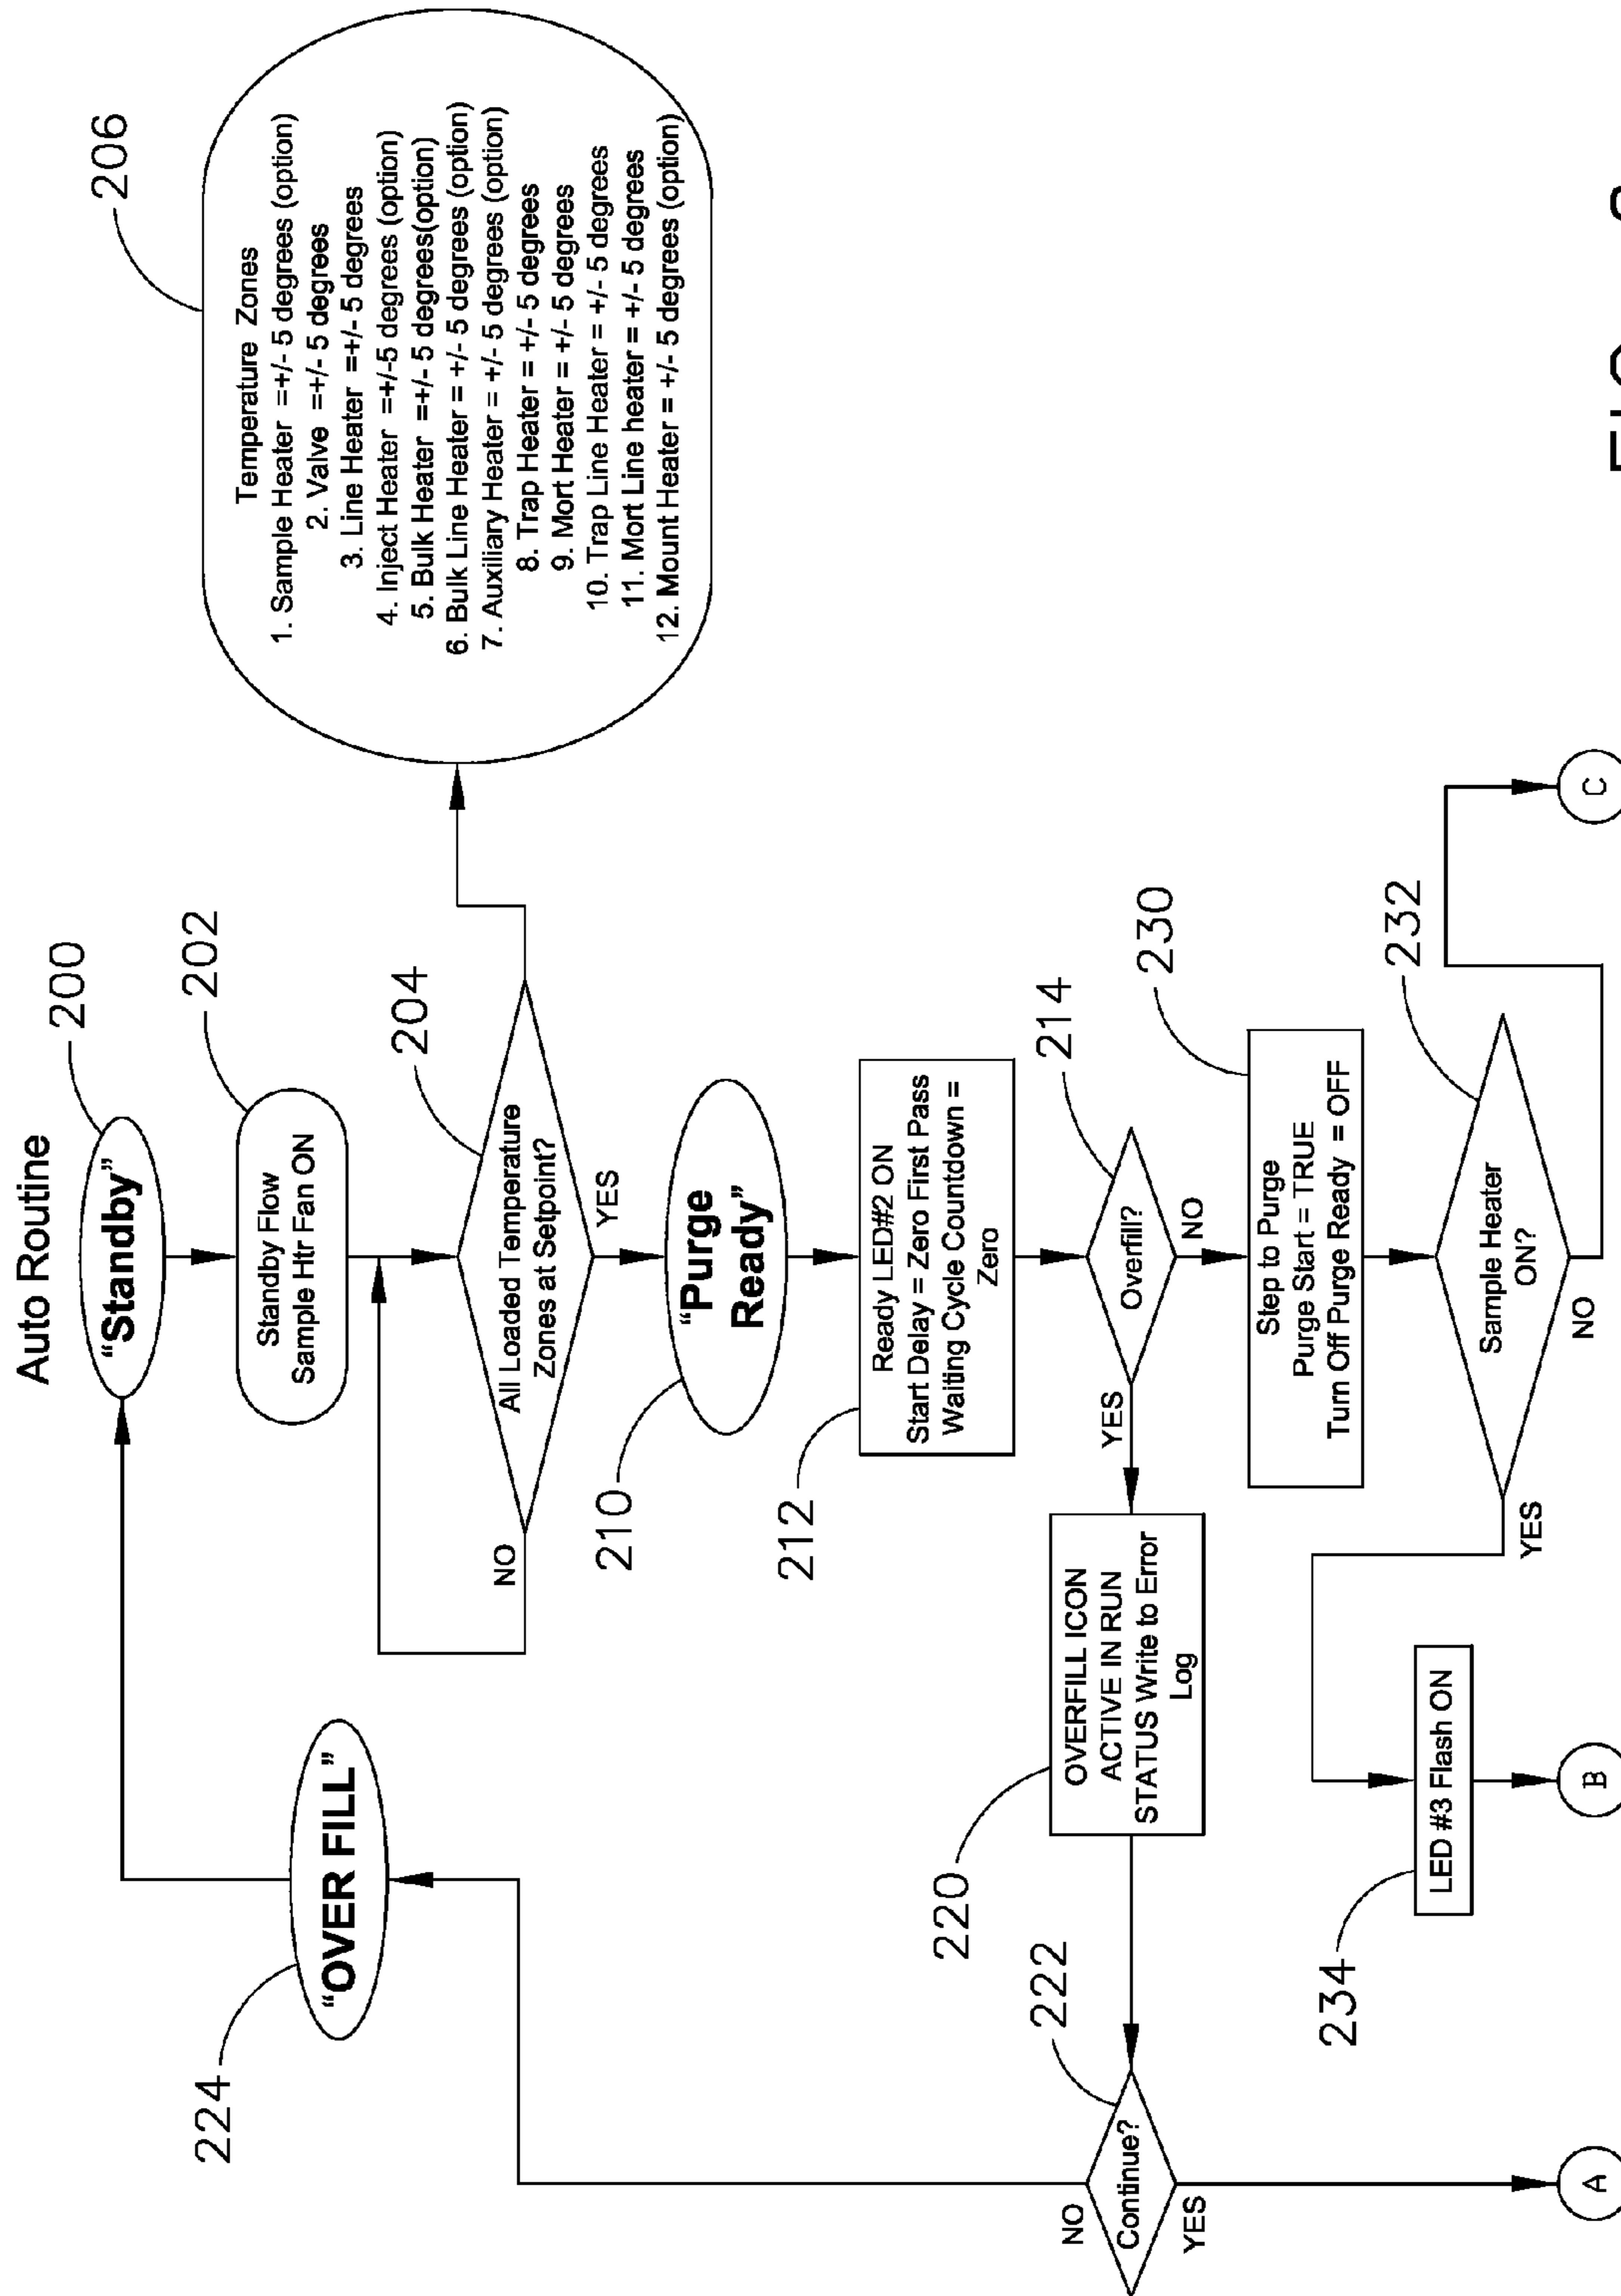 Auto Routine
200
"Standby"
202
Standby Flow
Sample Htr Fan ON
204
All Loaded Temperature
Zones at Setpoint?
NO
YES
206
Temperature Zones
1. Sample Heater =+/- 5 degrees (option)
2. Valve =+/- 5 degrees
3. Line Heater =+/- 5 degrees
4. Inject Heater =+/-5 degrees (option)
5. Bulk Heater =+/- 5 degrees(option)
6. Bulk Line Heater = +/- 5 degrees (option)
7. Auxiliary Heater = +/- 5 degrees (option)
8. Trap Heater = +/- 5 degrees
9. Mort Heater = +/- 5 degrees
10. Trap Line Heater = +/- 5 degrees
11. Mort Line heater = +/- 5 degrees
12. Mount Heater = +/- 5 degrees (option)
210
"Purge
Ready"
212
Ready LED#2 ON
Start Delay = Zero First Pass
Waiting Cycle Countdown =
Zero
214
Overfill?
YES
NO
220
OVERFILL ICON
ACTIVE IN RUN
STATUS Write to Error
Log
222
Continue?
NO
YES
224
"OVER FILL"
230
Step to Purge
Purge Start = TRUE
Turn Off Purge Ready = OFF
232
Sample Heater
ON?
YES
NO
234
LED #3 Flash ON
A
B
C